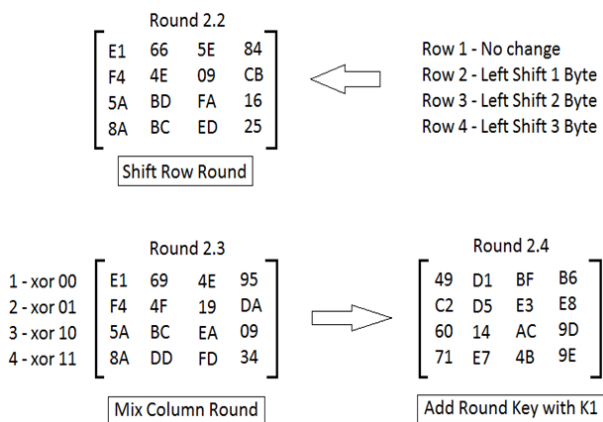 Round 2.2
E1 66 5E 84
F4 4E 09 CB
5A BD FA 16
8A BC ED 25
Shift Row Round
Row 1 - No change
Row 2 - Left Shift 1 Byte
Row 3 - Left Shift 2 Byte
Row 4 - Left Shift 3 Byte
Round 2.3
1 - xor 00 E1 69 4E 95
2 - xor 01 F4 4F 19 DA
3 - xor 10 5A BC EA 09
4 - xor 11 8A DD FD 34
Mix Column Round
Round 2.4
49 D1 BF B6
C2 D5 E3 E8
60 14 AC 9D
71 E7 4B 9E
Add Round Key with K1